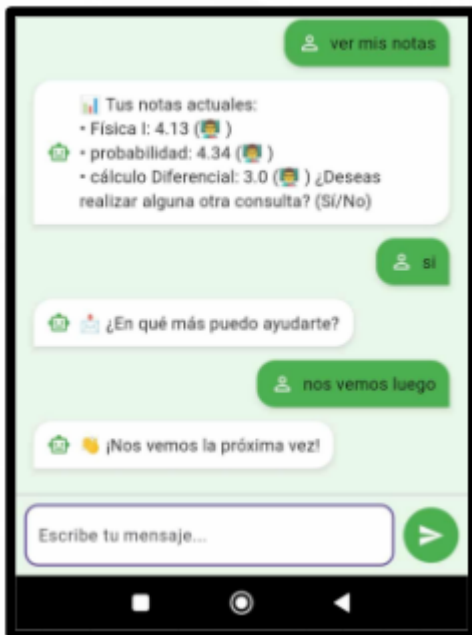 ver mis notas
Tus notas actuales:
• Física I: 4.13 ( )
• probabilidad: 4.34 ( )
• cálculo Diferencial: 3.0 ( ) ¿Deseas
realizar alguna otra consulta? (Sí/No)
si
¿En qué más puedo ayudarte?
nos vemos luego
¡Nos vemos la próxima vez!
Escribe tu mensaje...